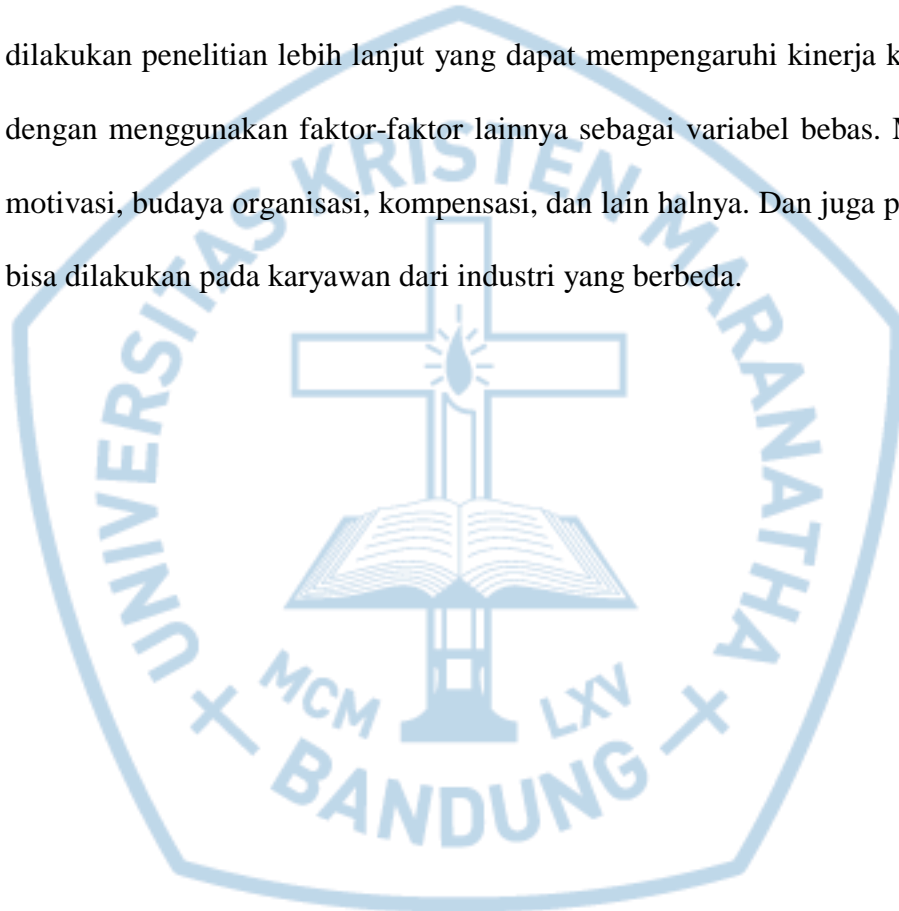 dilakukan penelitian lebih lanjut yang dapat mempengaruhi kinerja
dengan menggunakan faktor-faktor lainnya sebagai variabel bebas.
motivasi, budaya organisasi, kompensasi, dan lain halnya. Dan juga
bisa dilakukan pada karyawan dari industri yang berbeda.
UNIVERSITAS KRISTEN MARANATHA
MCM LXV
BANDUNG